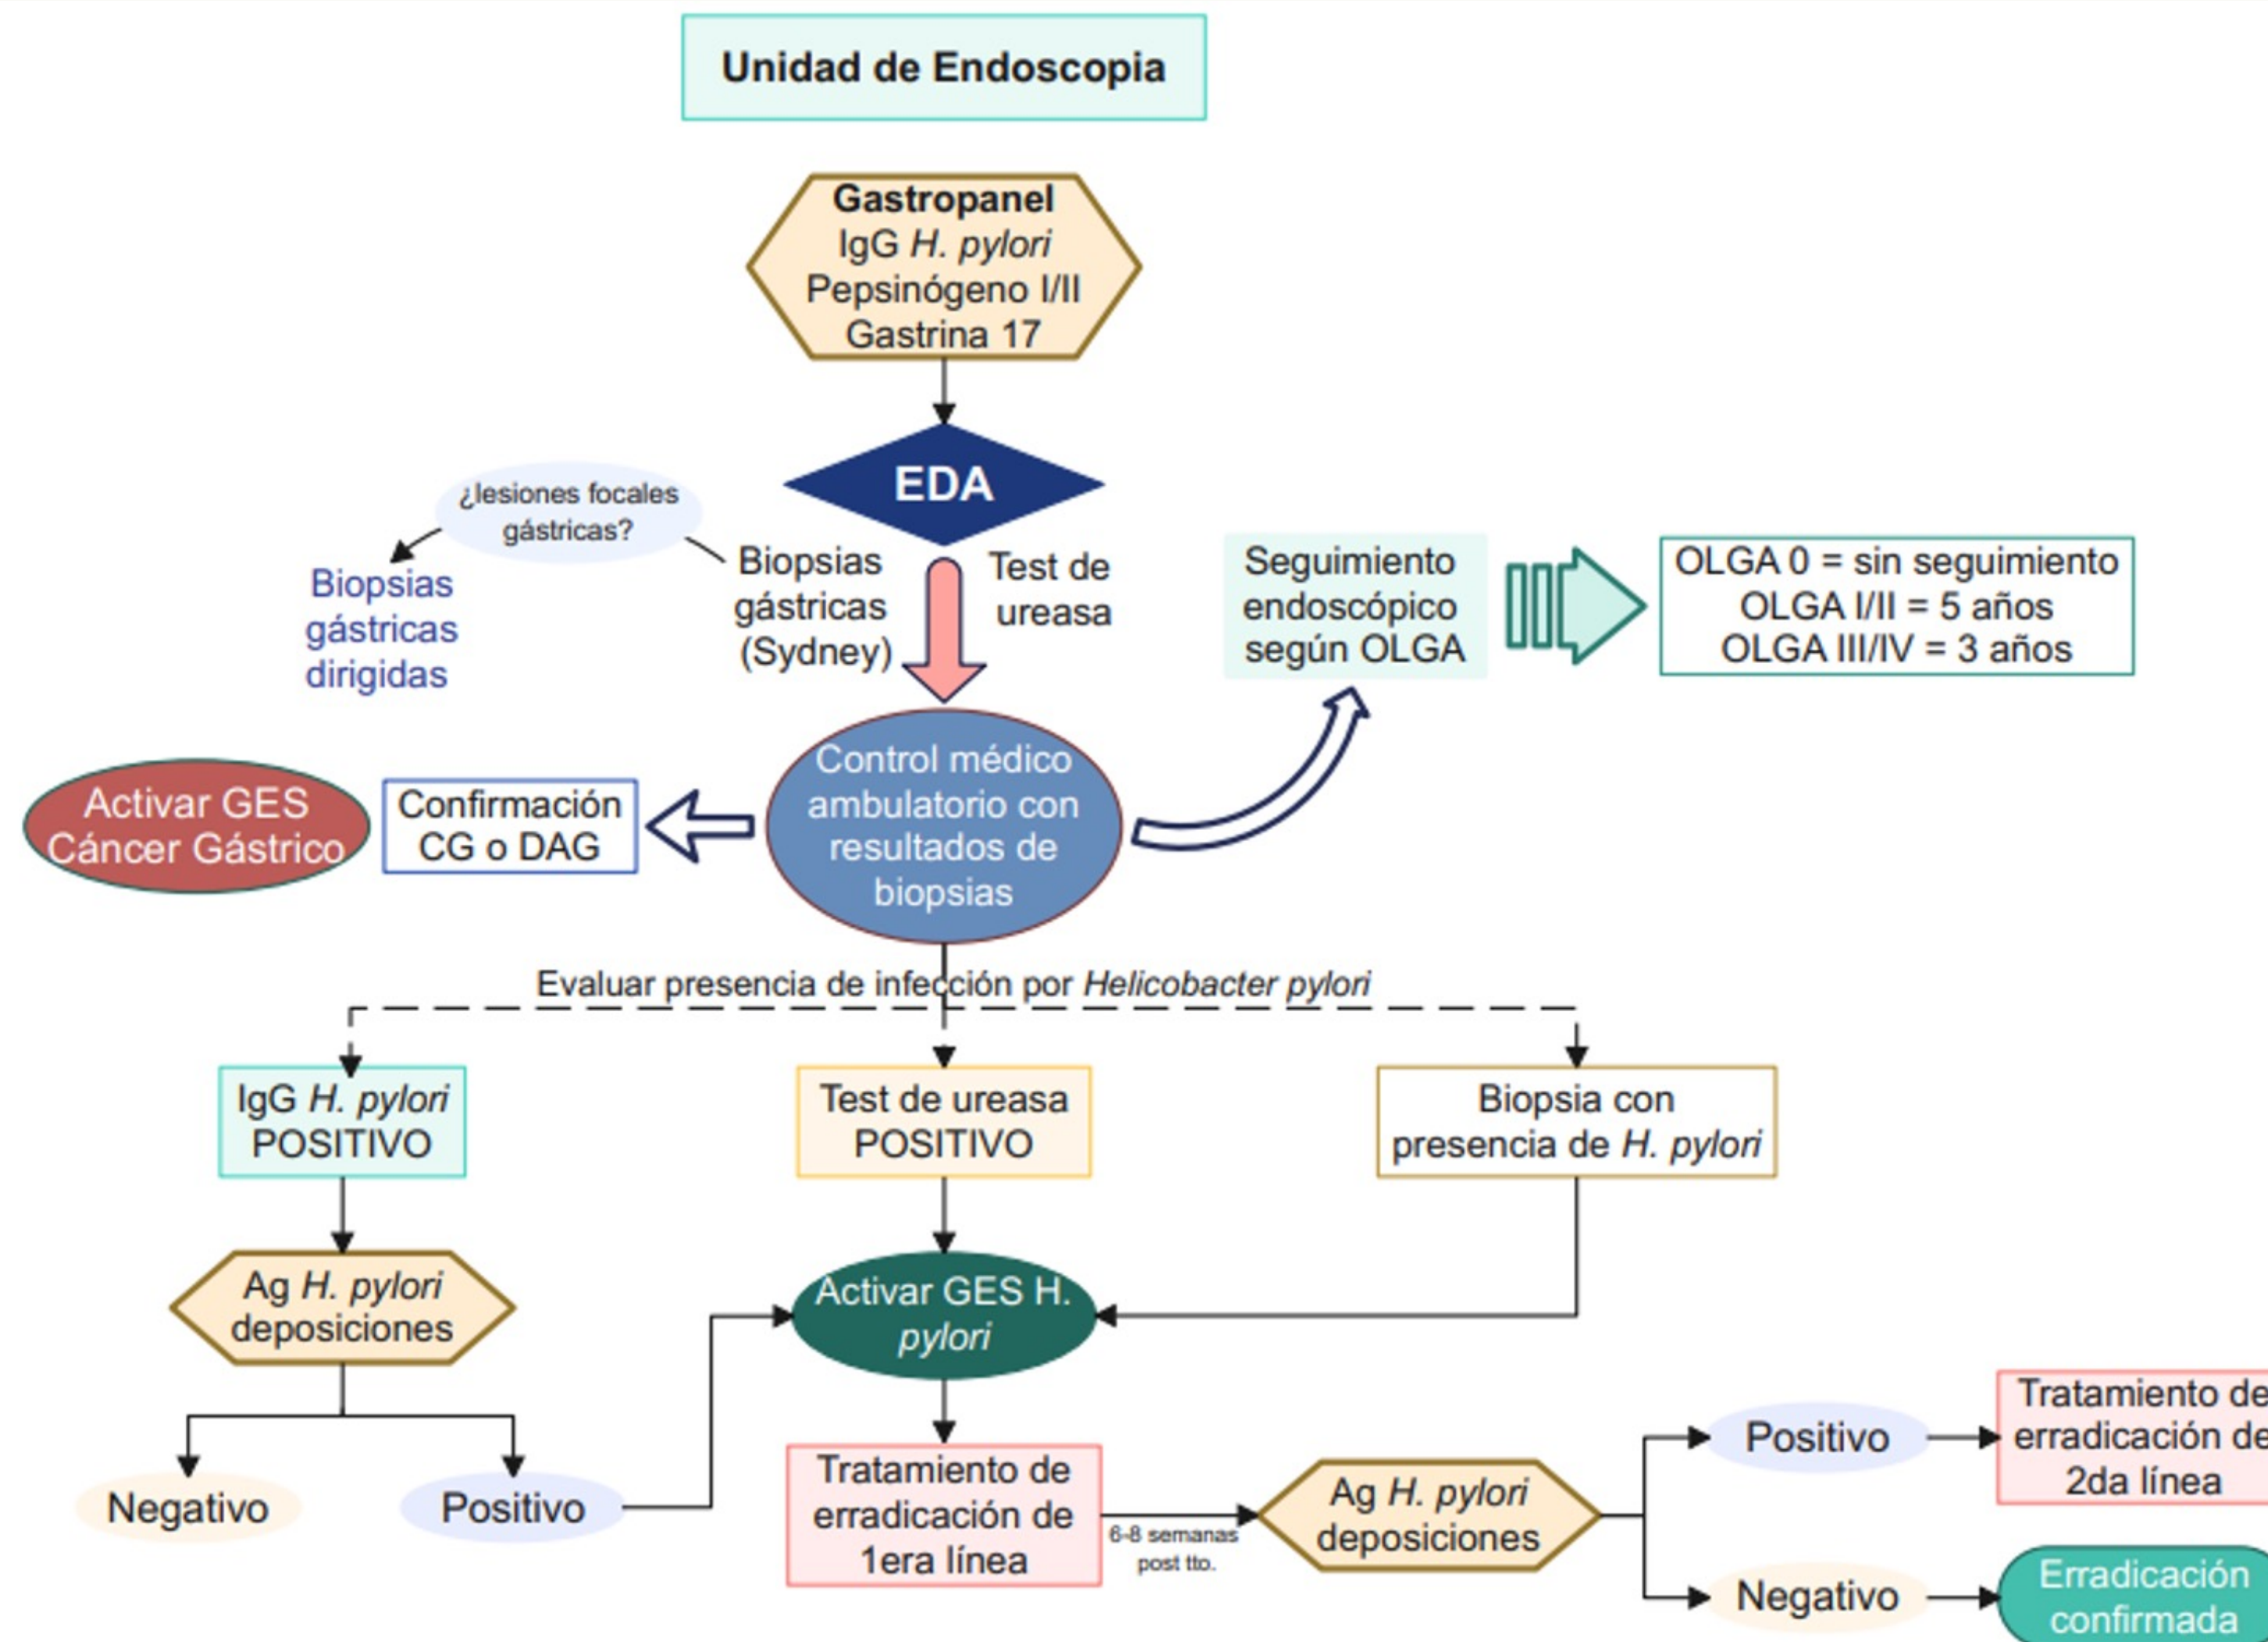 Unidad de Endoscopia
Gastropanel
IgG H. pylori
Pepsinógeno I/II
Gastrina 17
EDA
¿lesiones focales
gástricas?
Biopsias
gástricas
dirigidas
Biopsias
gástricas
(Sydney)
Test de
ureasa
Seguimiento
endoscópico
según OLGA
OLGA 0 = sin seguimiento
OLGA I/II = 5 años
OLGA III/IV = 3 años
Control médico
ambulatorio con
resultados de
biopsias
Confirmación
CG o DAG
Activar GES
Cáncer Gástrico
Evaluar presencia de infección por Helicobacter pylori
IgG H. pylori
POSITIVO
Test de ureasa
POSITIVO
Biopsia con
presencia de H. pylori
Ag H. pylori
deposiciones
Activar GES H.
pylori
Negativo
Positivo
Tratamiento de
erradicación de
1era línea
6-8 semanas
post tto.
Ag H. pylori
deposiciones
Positivo
Tratamiento de
erradicación de
2da línea
Negativo
Erradicación
confirmada